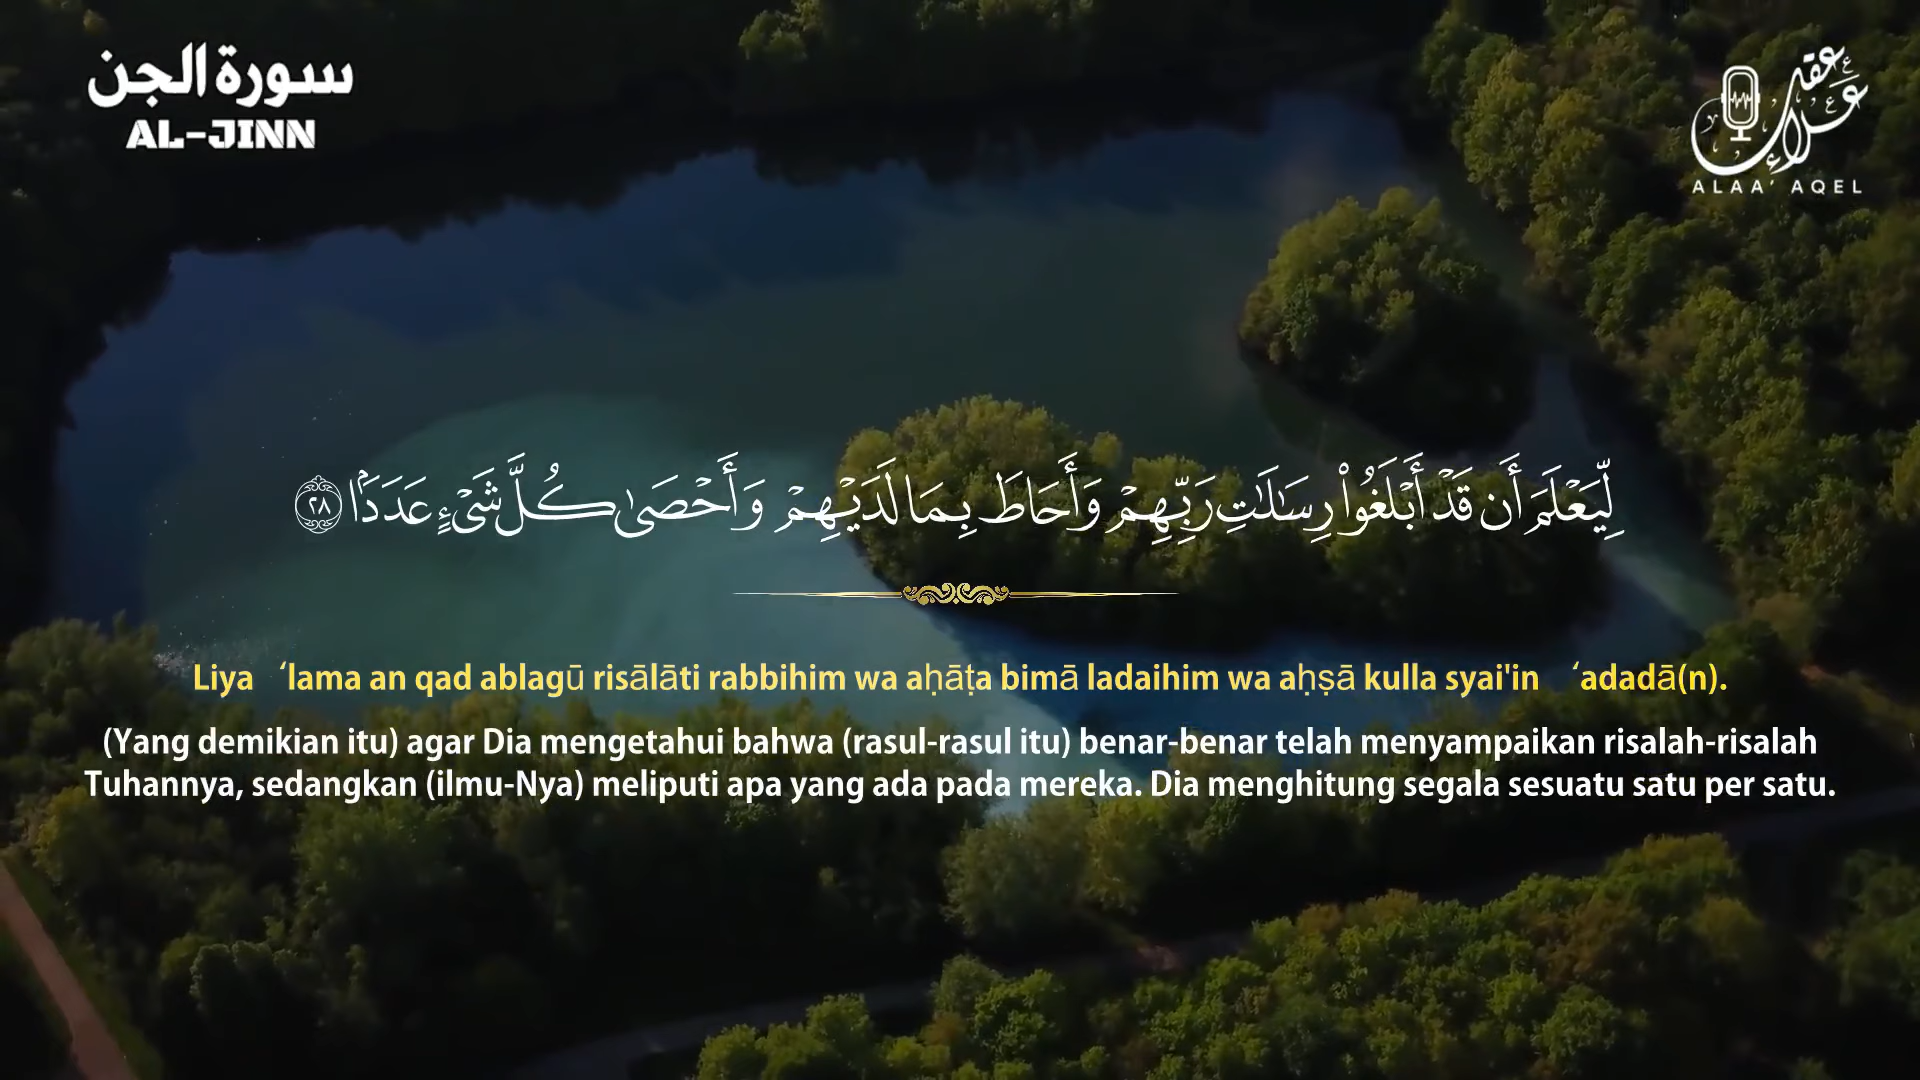 سورة الجن
AL-JINN
علاء عقل
ALAA' AQEL
لِّيَعْلَمَ أَن قَدْ أَبْلَغُوا۟ رِسَٰلَٰتِ رَبِّهِمْ وَأَحَاطَ بِمَا لَدَيْهِمْ وَأَحْصَىٰ كُلَّ شَىْءٍ عَدَدًۢا ٢٨
Liya ‘lama an qad ablagū risālāti rabbihim wa aḥāṭa bimā ladaihim wa aḥṣā kulla syai'in ‘adadā(n).
(Yang demikian itu) agar Dia mengetahui bahwa (rasul-rasul itu) benar-benar telah menyampaikan risalah-risalah
Tuhannya, sedangkan (ilmu-Nya) meliputi apa yang ada pada mereka. Dia menghitung segala sesuatu satu per satu.